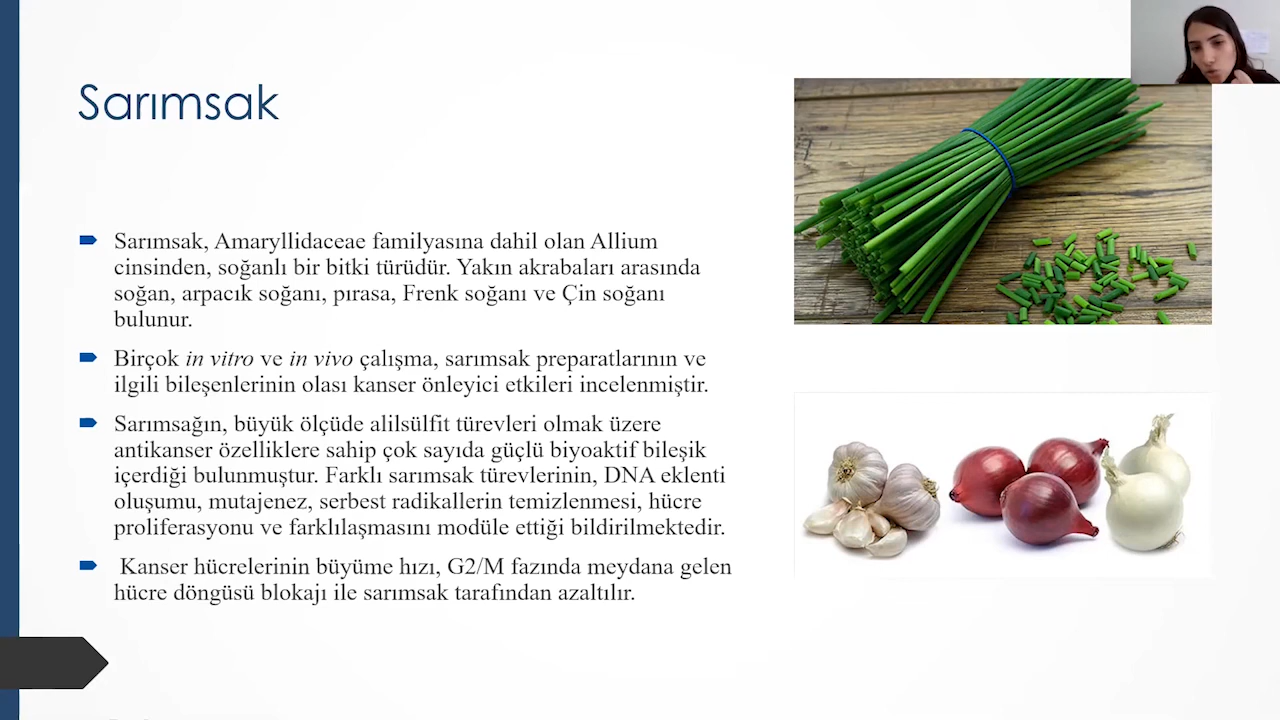 Sarımsak
Sarımsak, Amaryllidaceae familyasına dahil olan Allium
cinsinden, soğanlı bir bitki türüdür. Yakın akrabaları arasında
soğan, arpacık soğanı, pırasa, Frenk soğanı ve Çin soğanı
bulunur.
Birçok in vitro ve in vivo çalışma, sarımsak preparatlarının ve
ilgili bileşenlerinin olası kanser önleyici etkileri incelenmiştir.
Sarımsağın, büyük ölçüde alilsülfit türevleri olmak üzere
antikanser özelliklere sahip çok sayıda güçlü biyoaktif bileşik
içerdiği bulunmuştur. Farklı sarımsak türevlerinin, DNA eklenti
oluşumu, mutajenez, serbest radikallerin temizlenmesi, hücre
proliferasyonu ve farklılaşmasını modüle ettiği bildirilmektedir.
Kanser hücrelerinin büyüme hızı, G2/M fazında meydana gelen
hücre döngüsü blokajı ile sarımsak tarafından azaltılır.